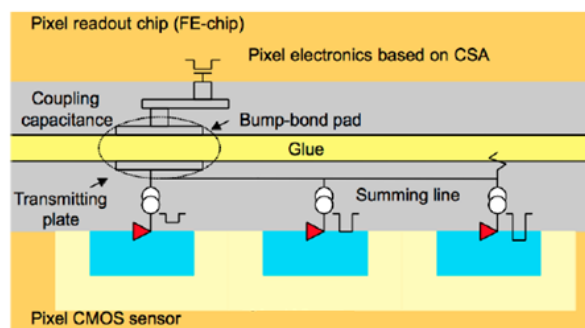 Pixel readout chip (FE-chip)
Pixel electronics based on CSA
Coupling
capacitance
Bump-bond pad
Glue
Transmitting
plate
Summing line
Pixel CMOS sensor